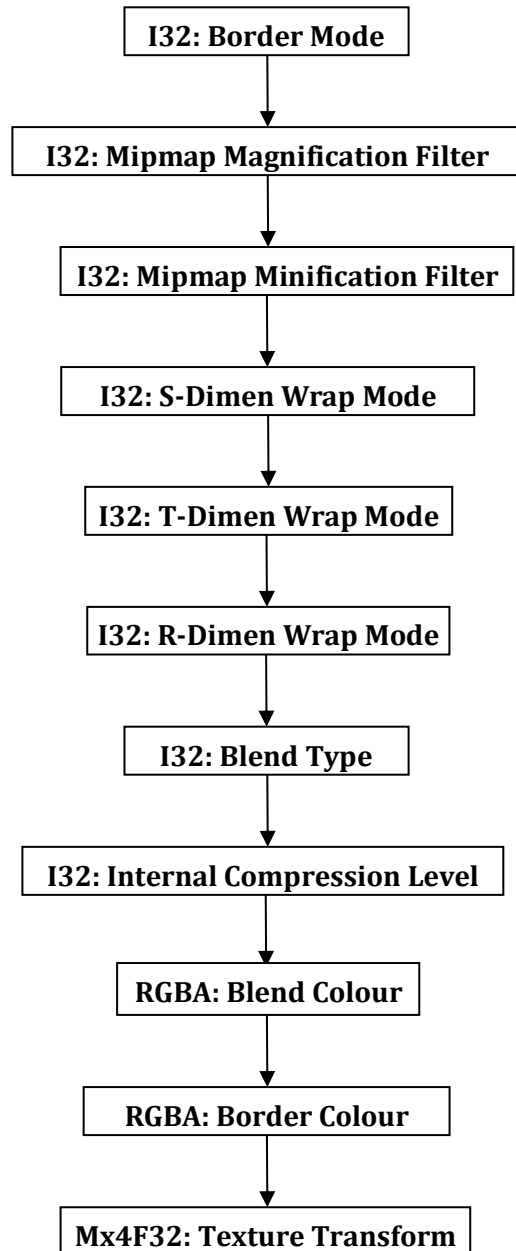 I32: Border Mode
I32: Mipmap Magnification Filter
I32: Mipmap Minification Filter
I32: S-Dimen Wrap Mode
I32: T-Dimen Wrap Mode
I32: R-Dimen Wrap Mode
I32: Blend Type
I32: Internal Compression Level
RGBA: Blend Colour
RGBA: Border Colour
Mx4F32: Texture Transform